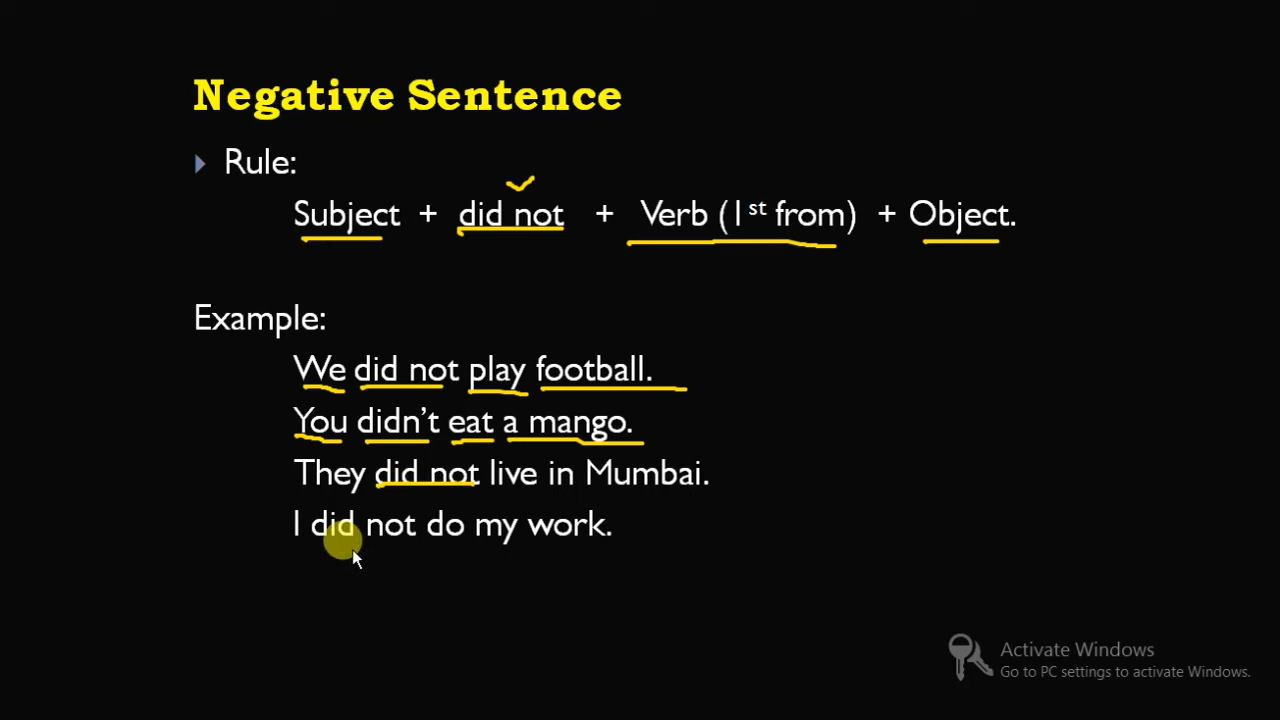 Negative Sentence
Rule:
Subject + did not + Verb (1st from) + Object.
Example:
We did not play football.
You didn't eat a mango.
They did not live in Mumbai.
I did not do my work.
Activate Windows
Go to PC settings to activate Windows.